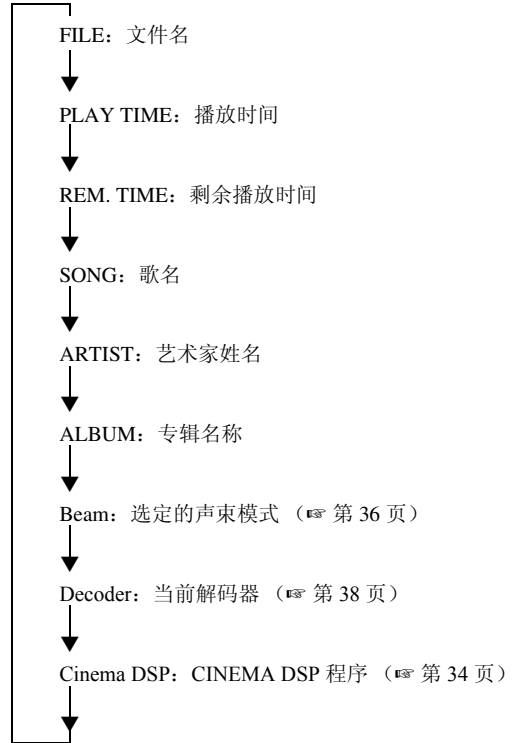 FILE：文件名
PLAY TIME：播放时间
REM. TIME：剩余播放时间
SONG：歌名
ARTIST：艺术家姓名
ALBUM：专辑名称
Beam：选定的声束模式 （☞ 第 36 页）
Decoder：当前解码器 （☞ 第 38 页）
Cinema DSP：CINEMA DSP 程序 （☞ 第 34 页）